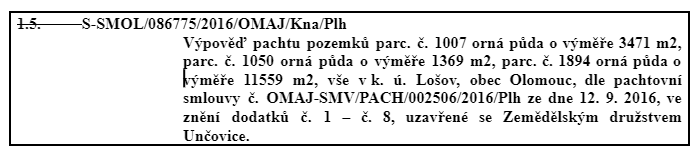 1.5. S-SMOL/086775/2016/OMAJ/Kna/Plh
Výpověď pachtu pozemků parc. č. 1007 orná půda o výměře 3471 m2,
parc. č. 1050 orná půda o výměře 1369 m2, parc. č. 1894 orná půda o
výměře 11559 m2, vše v k. ú. Lošov, obec Olomouc, dle pachtovní
smlouvy č. OMAJ-SMV/PACH/002506/2016/Plh ze dne 12. 9. 2016, ve
znění dodatků č. 1 – č. 8, uzavřené se Zemědělským družstvem
Unčovice.